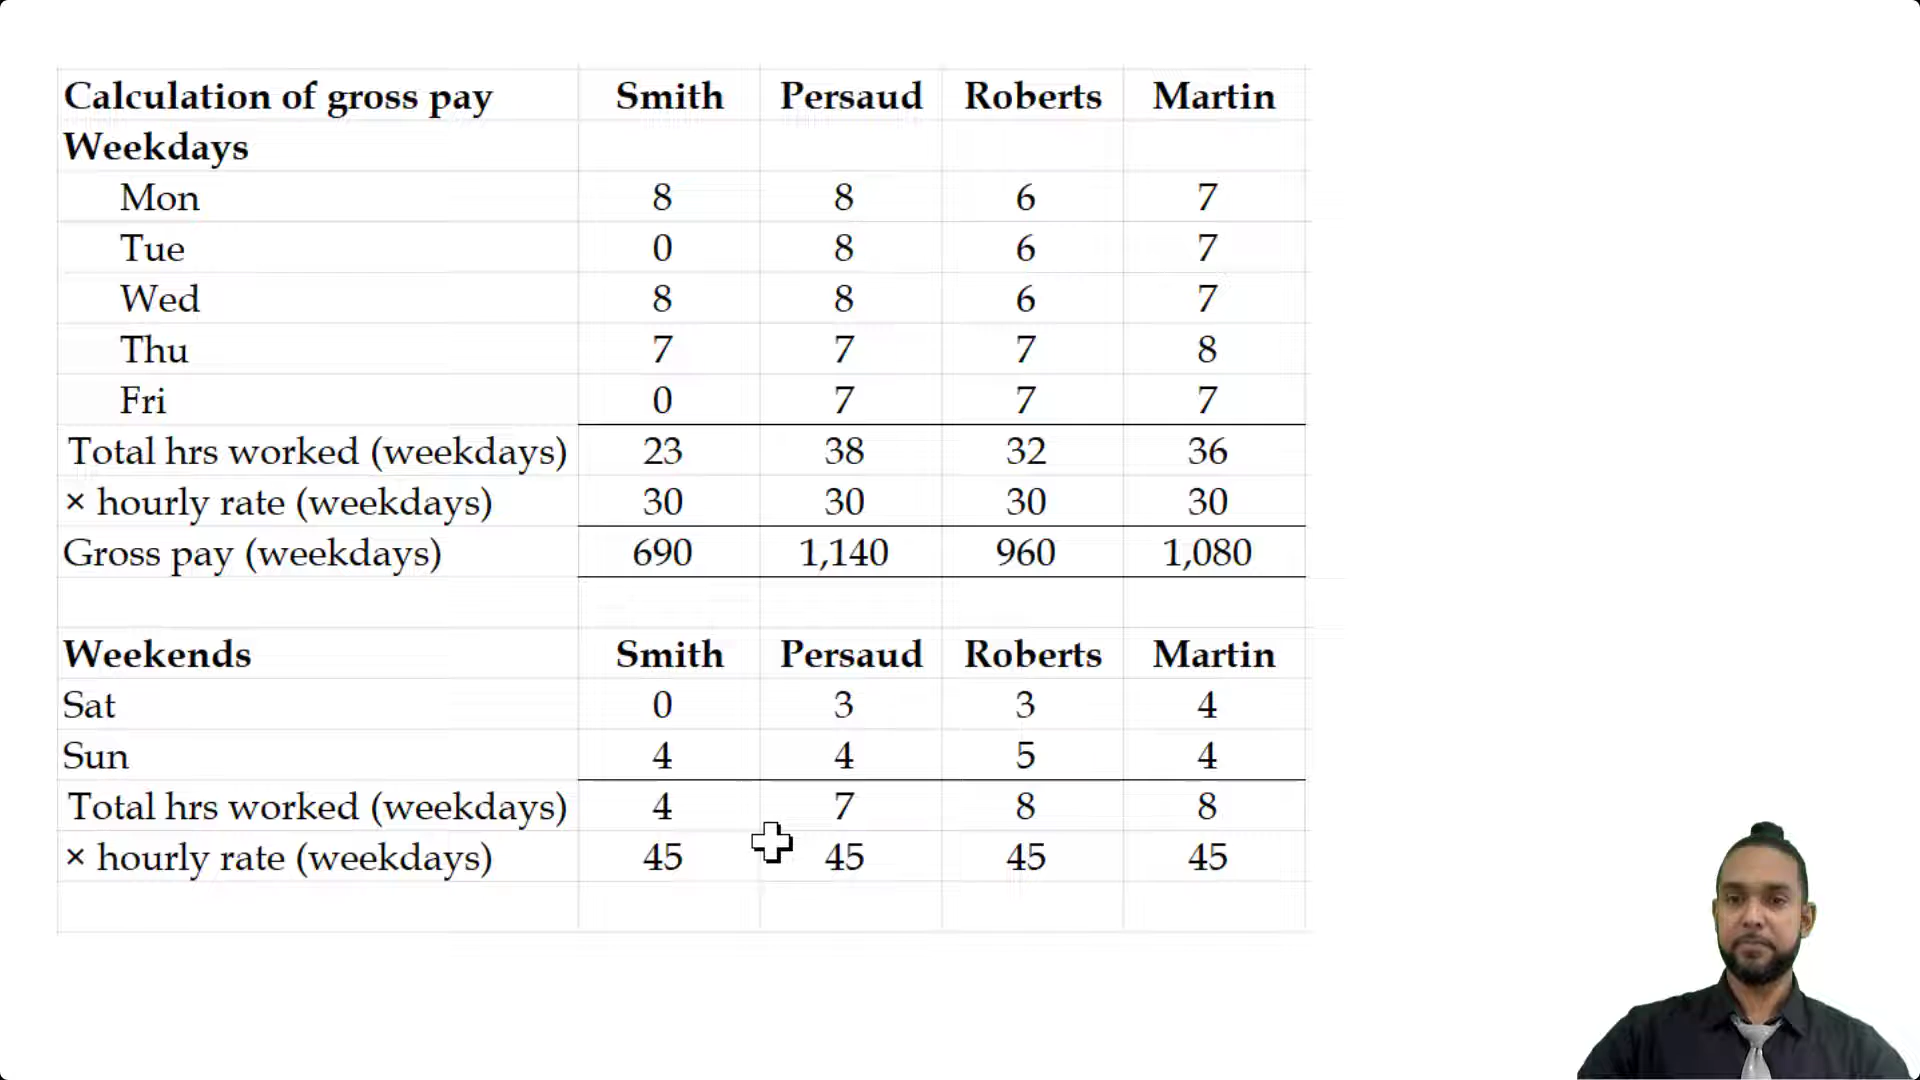 Calculation of gross pay Smith Persaud Roberts Martin
Weekdays
Mon 8 8 6 7
Tue 0 8 6 7
Wed 8 8 6 7
Thu 7 7 7 8
Fri 0 7 7 7
Total hrs worked (weekdays) 23 38 32 36
× hourly rate (weekdays) 30 30 30 30
Gross pay (weekdays) 690 1,140 960 1,080
Weekends Smith Persaud Roberts Martin
Sat 0 3 3 4
Sun 4 4 5 4
Total hrs worked (weekdays) 4 7 8 8
× hourly rate (weekdays) 45 45 45 45